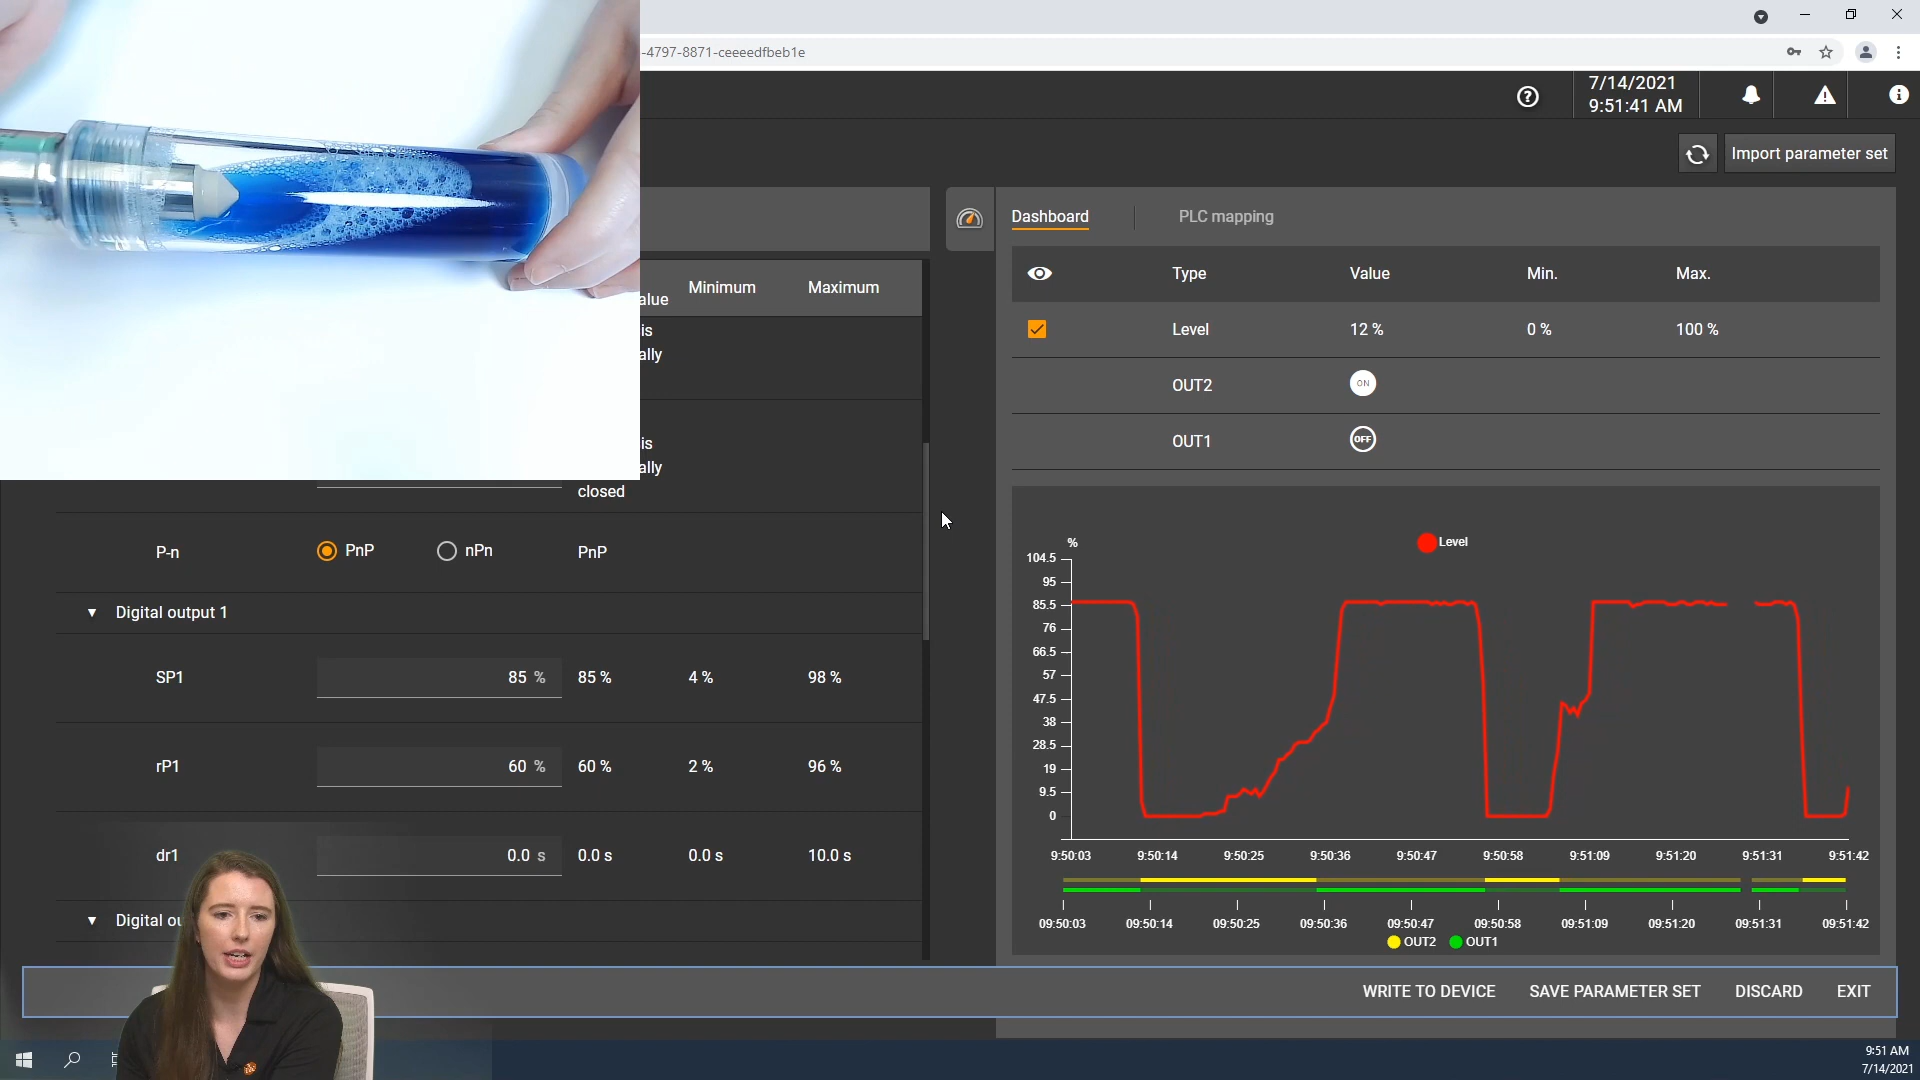 -4797-8871-ceeeedfbeb1e
7/14/2021
9:51:41 AM
Import parameter set
Dashboard
PLC mapping
alue
Minimum
Maximum
is
ally
is
ally
closed
P-n
PnP
nPn
PnP
Digital output 1
SP1
85 %
85 %
4 %
98 %
rP1
60 %
60 %
2 %
96 %
dr1
0.0 s
0.0 s
0.0 s
10.0 s
Digital ou
Type
Value
Min.
Max.
Level
12 %
0 %
100 %
OUT2
ON
OUT1
OFF
%
Level
104.5
95
85.5
76
66.5
57
47.5
38
28.5
19
9.5
0
9:50:03 9:50:14 9:50:25 9:50:36 9:50:47 9:50:58 9:51:09 9:51:20 9:51:31 9:51:42
09:50:03 09:50:14 09:50:25 09:50:36 09:50:47 09:50:58 09:51:09 09:51:20 09:51:31 09:51:42
OUT2 OUT1
WRITE TO DEVICE
SAVE PARAMETER SET
DISCARD
EXIT
9:51 AM
7/14/2021